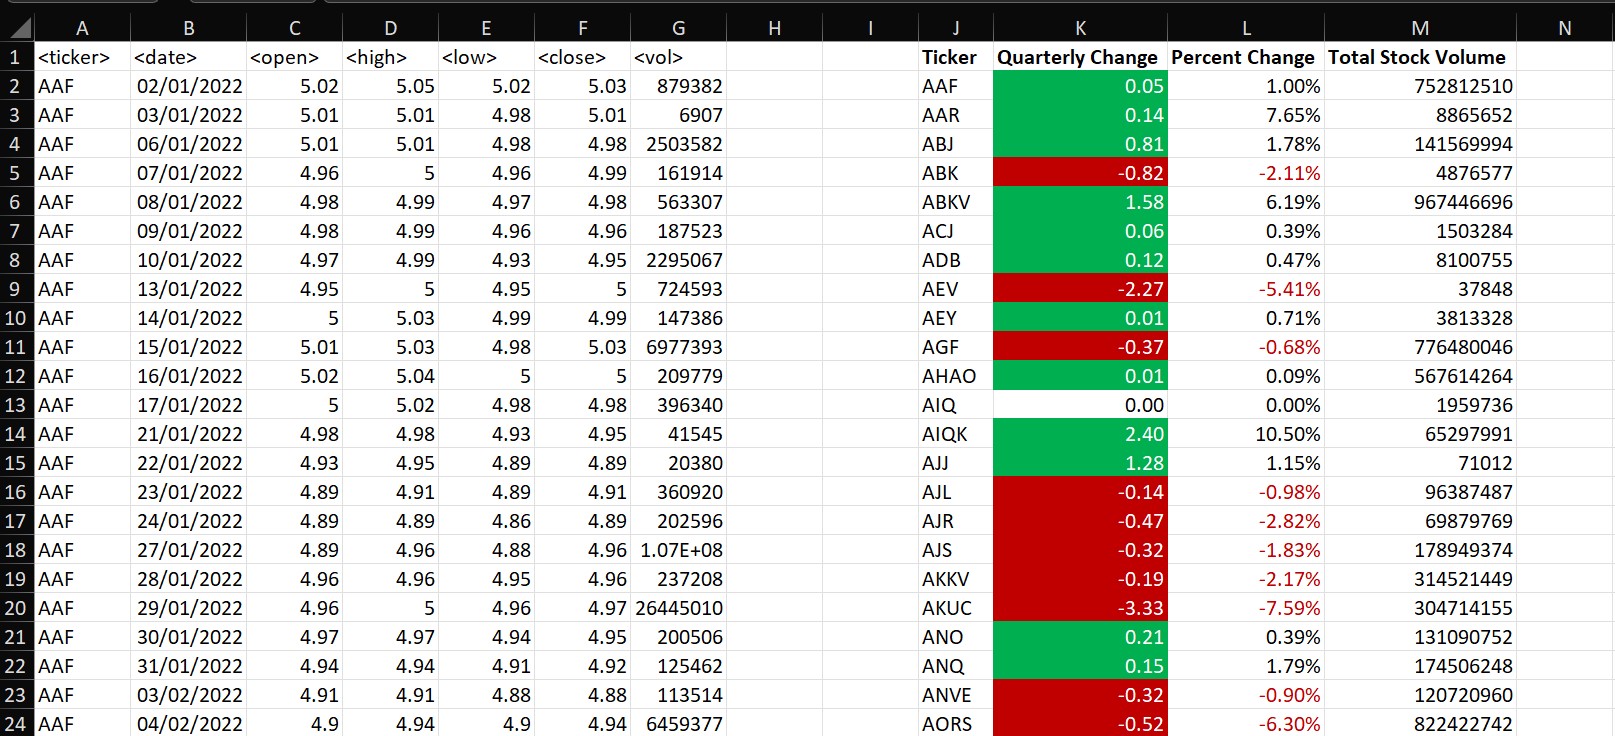 A B C D E F G H I J K L M N
1 <ticker> <date> <open> <high> <low> <close> <vol> Ticker Quarterly Change Percent Change Total Stock Volume
2 AAF 02/01/2022 5.02 5.05 5.02 5.03 879382 AAF 0.05 1.00% 752812510
3 AAF 03/01/2022 5.01 5.01 4.98 5.01 6907 AAR 0.14 7.65% 8865652
4 AAF 06/01/2022 5.01 5.01 4.98 4.98 2503582 ABJ 0.81 1.78% 141569994
5 AAF 07/01/2022 4.96 5 4.96 4.99 161914 ABK -0.82 -2.11% 4876577
6 AAF 08/01/2022 4.98 4.99 4.97 4.98 563307 ABKV 1.58 6.19% 967446696
7 AAF 09/01/2022 4.98 4.99 4.96 4.96 187523 ACJ 0.06 0.39% 1503284
8 AAF 10/01/2022 4.97 4.99 4.93 4.95 2295067 ADB 0.12 0.47% 8100755
9 AAF 13/01/2022 4.95 5 4.95 5 724593 AEV -2.27 -5.41% 37848
10 AAF 14/01/2022 5 5.03 4.99 4.99 147386 AEY 0.01 0.71% 3813328
11 AAF 15/01/2022 5.01 5.03 4.98 5.03 6977393 AGF -0.37 -0.68% 776480046
12 AAF 16/01/2022 5.02 5.04 5 5 209779 AHAO 0.01 0.09% 567614264
13 AAF 17/01/2022 5 5.02 4.98 4.98 396340 AIQ 0.00 0.00% 1959736
14 AAF 21/01/2022 4.98 4.98 4.93 4.95 41545 AIQK 2.40 10.50% 65297991
15 AAF 22/01/2022 4.93 4.95 4.89 4.89 20380 AJJ 1.28 1.15% 71012
16 AAF 23/01/2022 4.89 4.91 4.89 4.91 360920 AJL -0.14 -0.98% 96387487
17 AAF 24/01/2022 4.89 4.89 4.86 4.89 202596 AJR -0.47 -2.82% 69879769
18 AAF 27/01/2022 4.89 4.96 4.88 4.96 1.07E+08 AJS -0.32 -1.83% 178949374
19 AAF 28/01/2022 4.96 4.96 4.95 4.96 237208 AKKV -0.19 -2.17% 314521449
20 AAF 29/01/2022 4.96 5 4.96 4.97 26445010 AKUC -3.33 -7.59% 304714155
21 AAF 30/01/2022 4.97 4.97 4.94 4.95 200506 ANO 0.21 0.39% 131090752
22 AAF 31/01/2022 4.94 4.94 4.91 4.92 125462 ANQ 0.15 1.79% 174506248
23 AAF 03/02/2022 4.91 4.91 4.88 4.88 113514 ANVE -0.32 -0.90% 120720960
24 AAF 04/02/2022 4.9 4.94 4.9 4.94 6459377 AORS -0.52 -6.30% 822422742